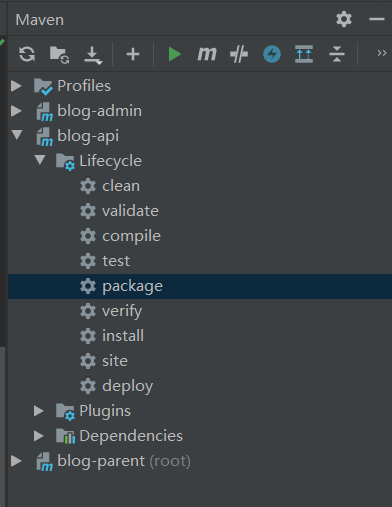 Maven
Profiles
blog-admin
blog-api
Lifecycle
clean
validate
compile
test
package
verify
install
site
deploy
Plugins
Dependencies
blog-parent (root)